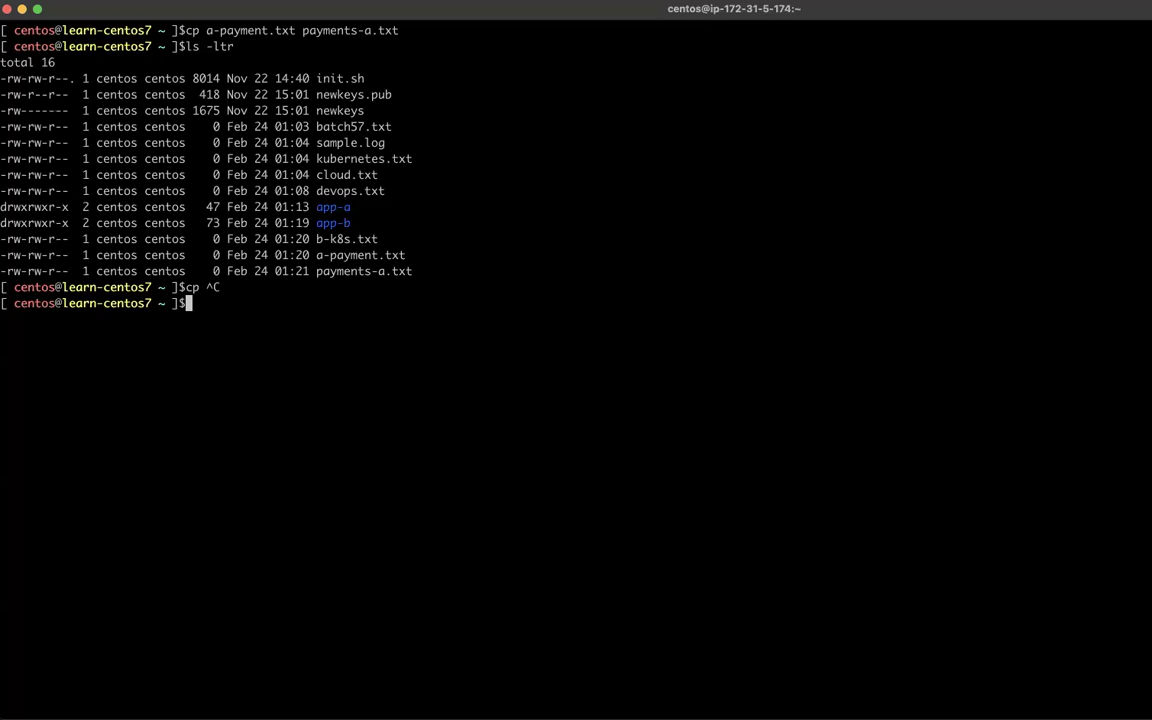 centos@ip-172-31-5-174:~
[ centos@learn-centos7 ~ ]$cp a-payment.txt payments-a.txt
[ centos@learn-centos7 ~ ]$ls -ltr
total 16
-rw-rw-r--. 1 centos centos 8014 Nov 22 14:40 init.sh
-rw-r--r-- 1 centos centos 418 Nov 22 15:01 newkeys.pub
-rw------- 1 centos centos 1675 Nov 22 15:01 newkeys
-rw-rw-r-- 1 centos centos 0 Feb 24 01:03 batch57.txt
-rw-rw-r-- 1 centos centos 0 Feb 24 01:04 sample.log
-rw-rw-r-- 1 centos centos 0 Feb 24 01:04 kubernetes.txt
-rw-rw-r-- 1 centos centos 0 Feb 24 01:04 cloud.txt
-rw-rw-r-- 1 centos centos 0 Feb 24 01:08 devops.txt
drwxrwxr-x 2 centos centos 47 Feb 24 01:13 app-a
drwxrwxr-x 2 centos centos 73 Feb 24 01:19 app-b
-rw-rw-r-- 1 centos centos 0 Feb 24 01:20 b-k8s.txt
-rw-rw-r-- 1 centos centos 0 Feb 24 01:20 a-payment.txt
-rw-rw-r-- 1 centos centos 0 Feb 24 01:21 payments-a.txt
[ centos@learn-centos7 ~ ]$cp ^C
[ centos@learn-centos7 ~ ]$